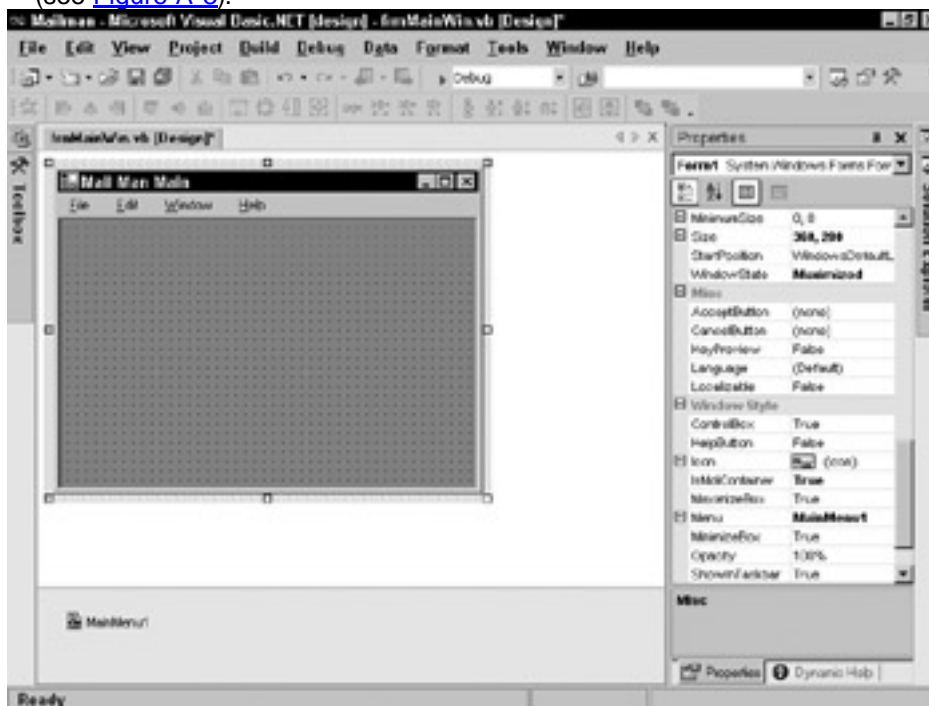 (see Figure A-6).
Mailman - Microsoft Visual Basic.NET [design] - frmMainWin.vb [Design]*
File Edit View Project Build Debug Data Format Tools Window Help
Debug
frmMainWin.vb [Design]*
Toolbox
Mail Man Main
File Edit Window Help
MainMenu1
Properties
Form1 System.Windows.Forms.For
MinimumSize 0, 0
Size 368, 290
StartPosition WindowsDefaultL
WindowState Maximized
Misc
AcceptButton (none)
CancelButton (none)
KeyPreview False
Language (Default)
Localizable False
Window Style
ControlBox True
HelpButton False
Icon (Icon)
IsMdiContainer True
MaximizeBox True
Menu MainMenu1
MinimizeBox True
Opacity 100%
ShowInTaskbar True
Misc
Properties Dynamic Help
Solution Explorer
Ready